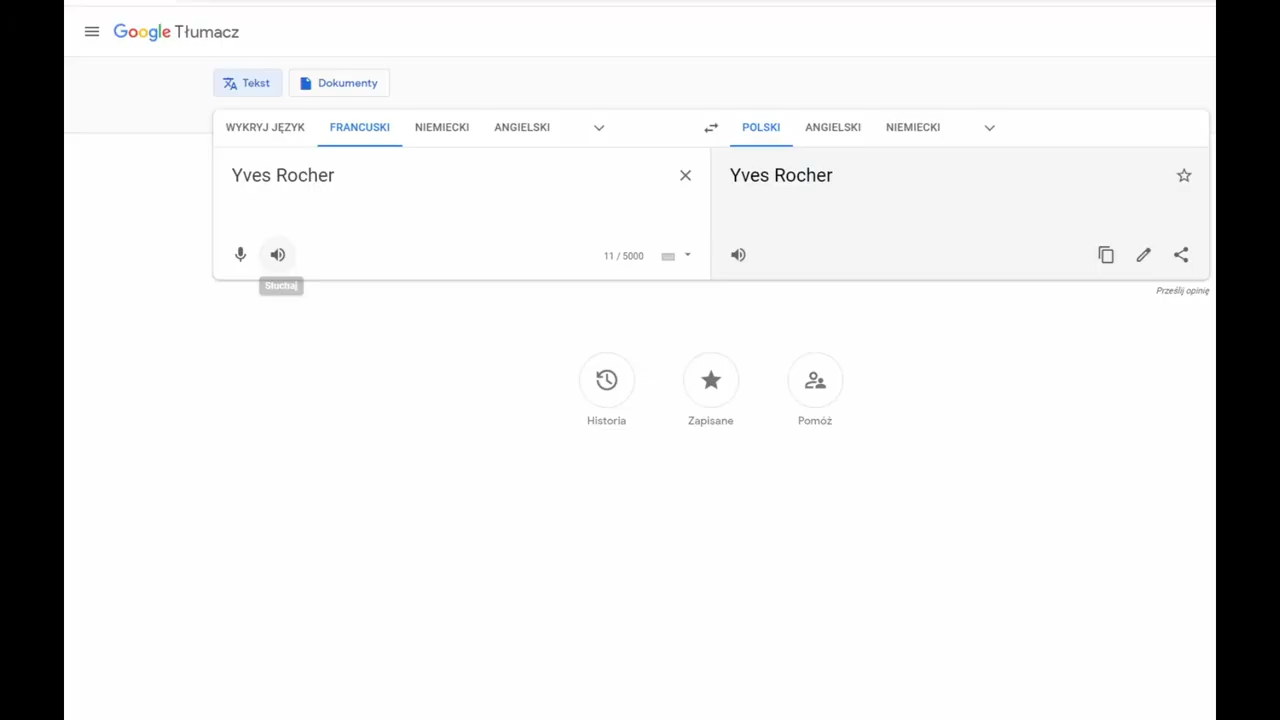 Google Tłumacz
Tekst Dokumenty
WYKRYJ JĘZYK FRANCUSKI NIEMIECKI ANGIELSKI POLSKI ANGIELSKI NIEMIECKI
Yves Rocher Yves Rocher
11 / 5000
Słuchaj
Prześlij opinię
Historia Zapisane Pomóż